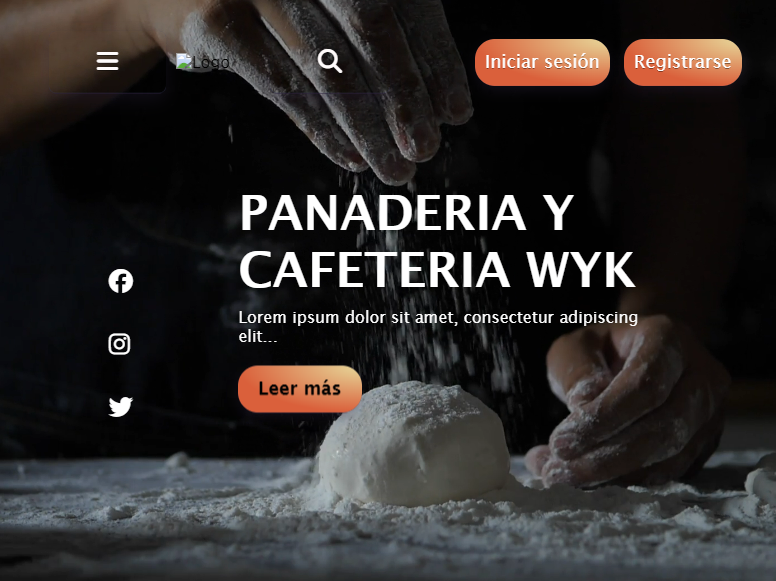 Logo
Iniciar sesión
Registrarse
PANADERIA Y
CAFETERIA WYK
Lorem ipsum dolor sit amet, consectetur adipiscing
elit...
Leer más